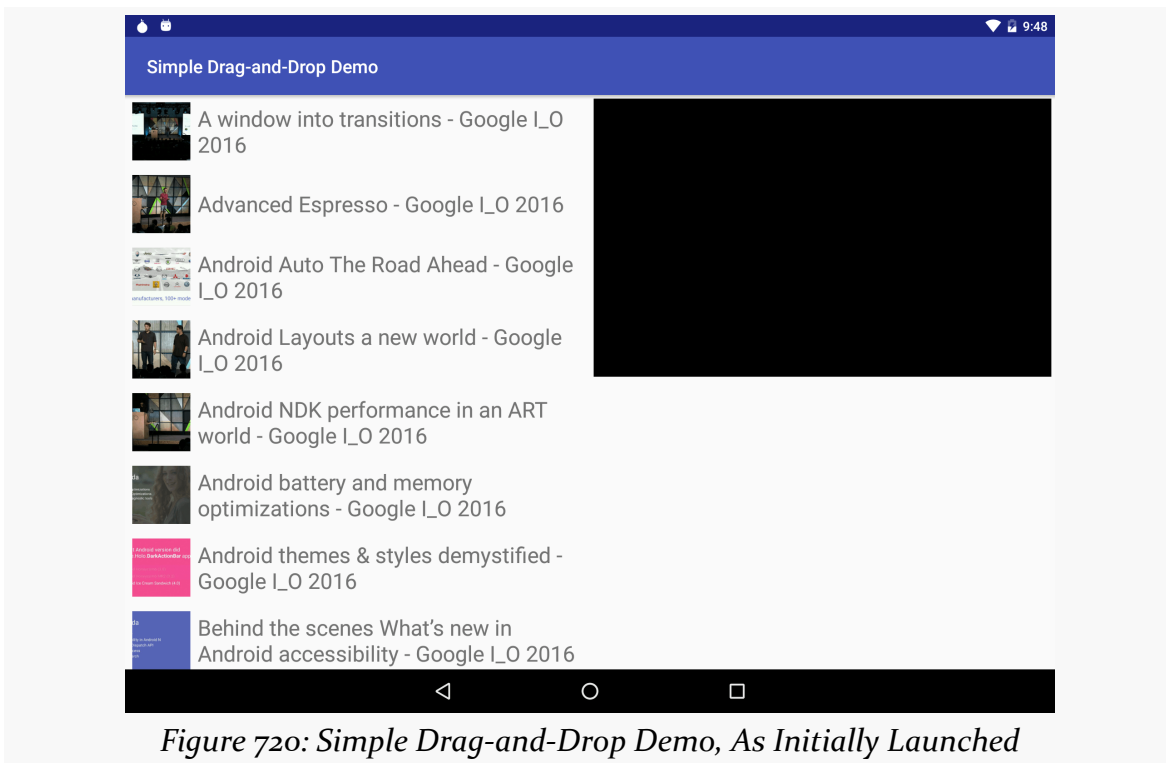 9:48
Simple Drag-and-Drop Demo
A window into transitions - Google I_O
2016
Advanced Espresso - Google I_O 2016
Android Auto The Road Ahead - Google
I_O 2016
manufacturers, 100+ mode
Android Layouts a new world - Google
I_O 2016
Android NDK performance in an ART
world - Google I_O 2016
Android battery and memory
optimizations - Google I_O 2016
Android themes & styles demystified -
Google I_O 2016
Behind the scenes What's new in
Android accessibility - Google I_O 2016
Figure 720: Simple Drag-and-Drop Demo, As Initially Launched